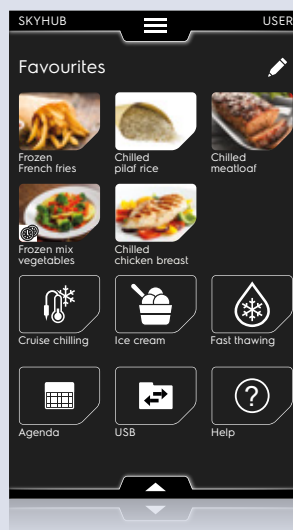 SKYHUB USER
Favourites
Frozen
French fries
Chilled
pilaf rice
Chilled
meatloaf
Frozen mix
vegetables
Chilled
chicken breast
Cruise chilling
Ice cream
Fast thawing
Agenda
USB
Help